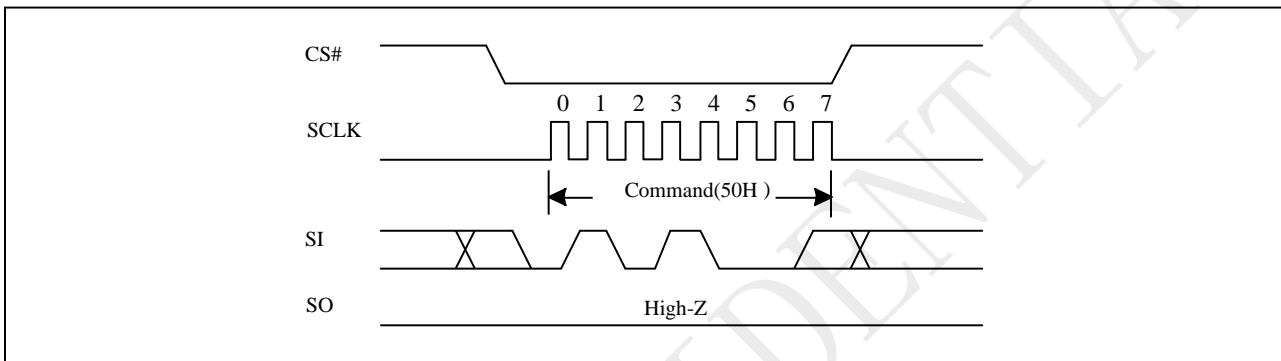 CS#
0 1 2 3 4 5 6 7
SCLK
Command(50H )
SI
SO
High-Z